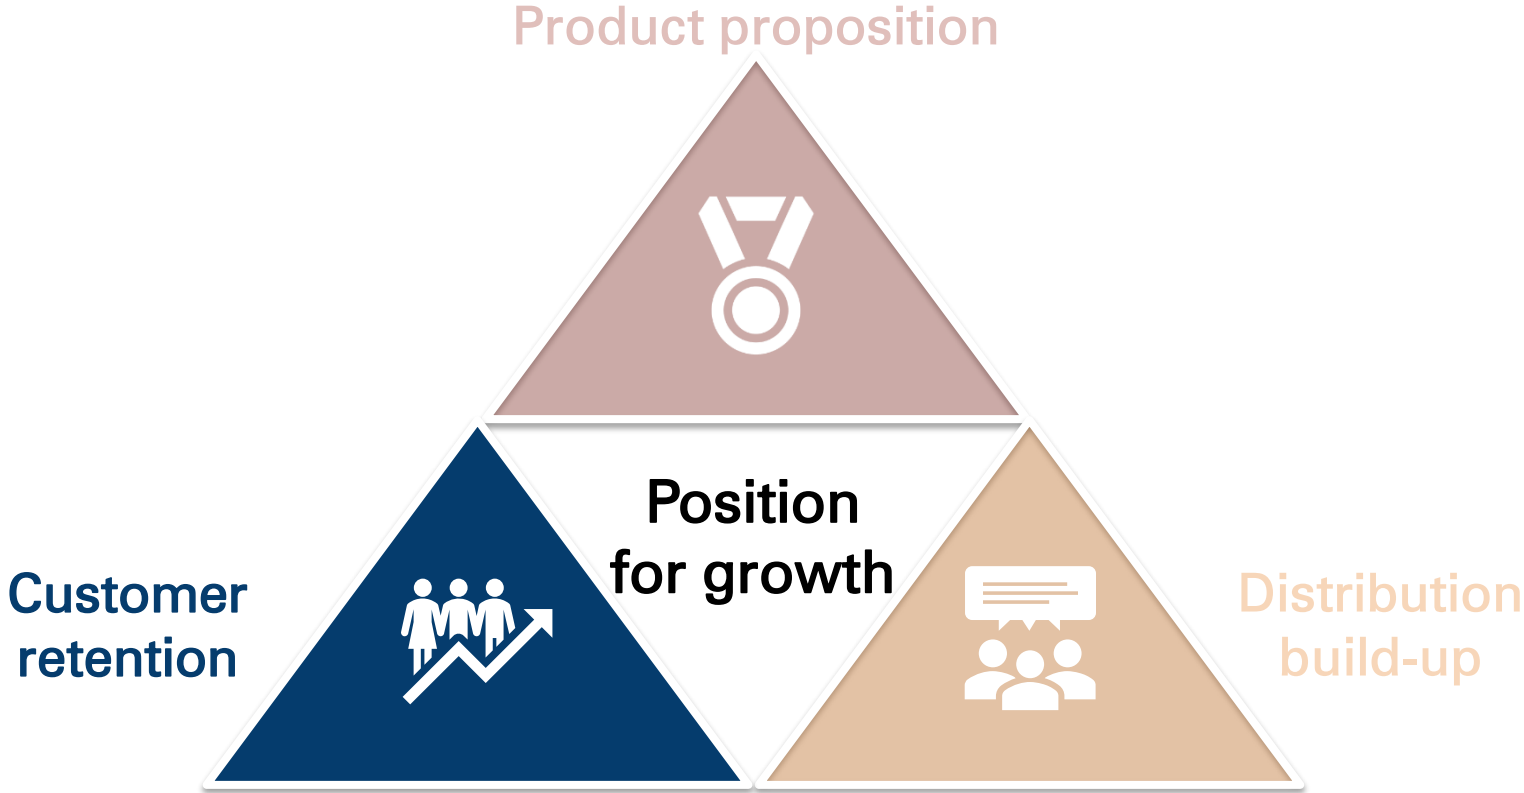 Product proposition
Position
for growth
Customer
retention
Distribution
build-up